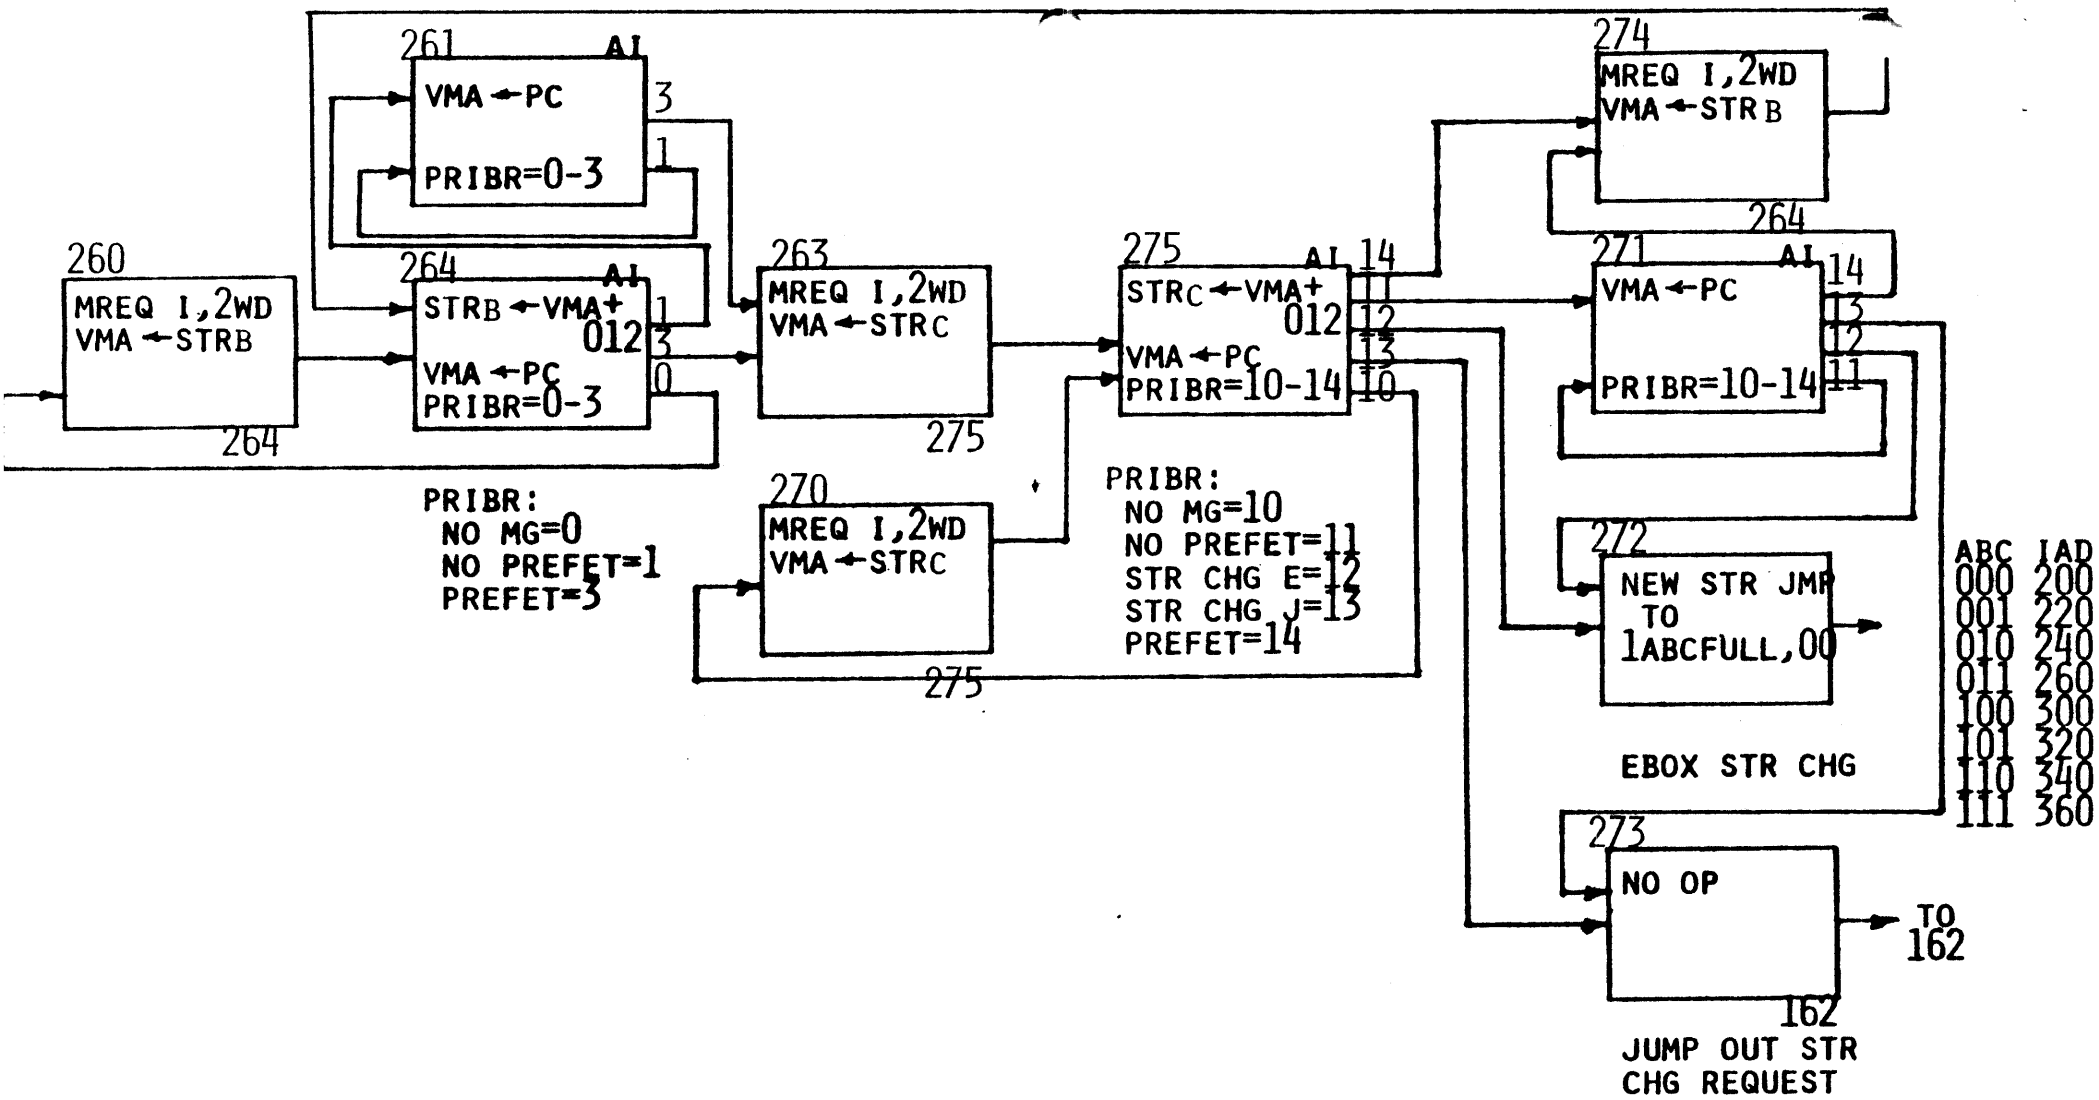 260
MREQ I,2WD
VMA ←STRB
264
261
AI
VMA ←PC
PRIBR=0-3
3
1
264
AI
STRB ←VMA+
012
VMA ←PC
PRIBR=0-3
1
3
0
PRIBR:
NO MG=0
NO PREFET=1
PREFET=3
263
MREQ I,2WD
VMA ←STRC
275
270
MREQ I,2WD
VMA ←STRC
275
275
AI
STRC ←VMA+
012
VMA ←PC
PRIBR=10-14
14
11
12
13
10
PRIBR:
NO MG=10
NO PREFET=11
STR CHG E=12
STR CHG J=13
PREFET=14
274
MREQ I,2WD
VMA ←STRB
264
271
AI
VMA ←PC
PRIBR=10-14
14
13
12
11
272
NEW STR JMP
TO
1ABCFULL,00
EBOX STR CHG
273
NO OP
162
TO
162
JUMP OUT STR
CHG REQUEST
ABC IAD
000 200
001 220
010 240
011 260
100 300
101 320
110 340
111 360